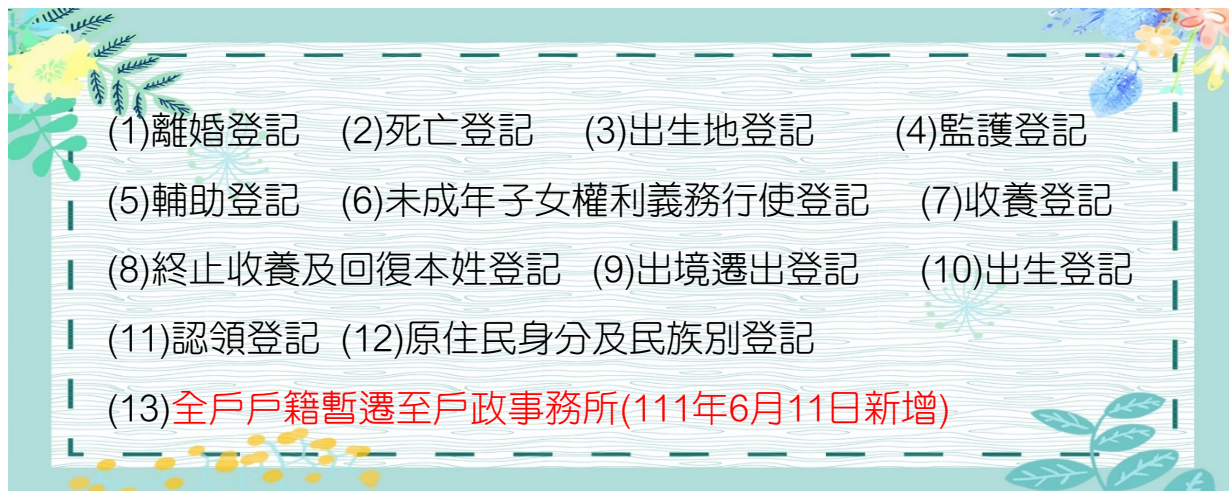 (1)離婚登記 (2)死亡登記 (3)出生地登記 (4)監護登記
(5)輔助登記 (6)未成年子女權利義務行使登記 (7)收養登記
(8)終止收養及回復本姓登記 (9)出境遷出登記 (10)出生登記
(11)認領登記 (12)原住民身分及民族別登記
(13)全戶戶籍暫遷至戶政事務所(111年6月11日新增)